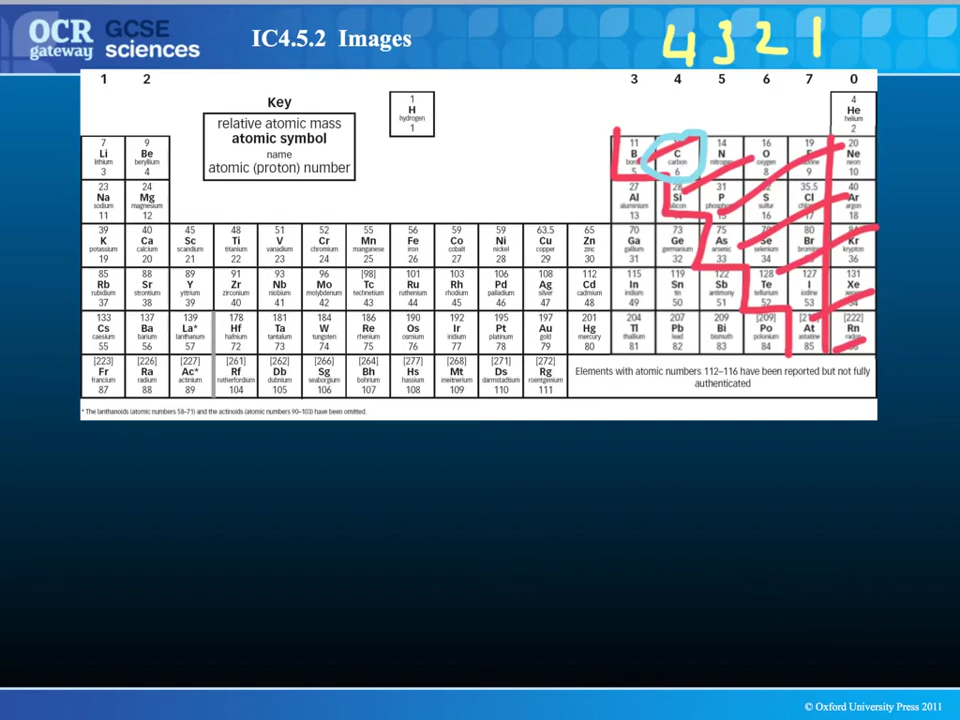 OCR gateway GCSE sciences
IC4.5.2 Images
4 3 2 1
1 2 3 4 5 6 7 0
Key
relative atomic mass
atomic symbol
name
atomic (proton) number
1 4
H He
hydrogen helium
1 2
7 9 11 16 19 20
Li Be B C N O F Ne
lithium beryllium carbon oxygen neon
3 4 5 6 7 8 9 10
23 24 27 28 31 35.5 40
Na Mg Al Si P S Cl Ar
sodium magnesium aluminium silicon sulfur argon
11 12 13 15 16 17 18
39 40 45 48 51 52 55 56 59 59 63.5 65 70 73 75 80
K Ca Sc Ti V Cr Mn Fe Co Ni Cu Zn Ga Ge As Se Br Kr
potassium calcium scandium titanium vanadium chromium manganese iron cobalt nickel copper zinc gallium germanium arsenic selenium bromine krypton
19 20 21 22 23 24 25 26 27 28 29 30 31 32 33 34 36
85 88 89 91 93 96 [98] 101 103 106 108 112 115 119 122 128 127 131
Rb Sr Y Zr Nb Mo Tc Ru Rh Pd Ag Cd In Sn Sb Te I Xe
rubidium strontium yttrium zirconium niobium molybdenum technetium ruthenium rhodium palladium silver cadmium indium tin antimony tellurium iodine
37 38 39 40 41 42 43 44 45 46 47 48 49 50 51 52 53 54
133 137 139 178 181 184 186 190 192 195 197 201 204 207 209 [209] [222]
Cs Ba La* Hf Ta W Re Os Ir Pt Au Hg Tl Pb Bi Po At Rn
caesium barium lanthanum hafnium tantalum tungsten rhenium osmium iridium platinum gold mercury thallium lead bismuth polonium astatine radon
55 56 57 72 73 74 75 76 77 78 79 80 81 82 83 84 85
[223] [226] [227] [261] [262] [266] [264] [277] [268] [271] [272]
Fr Ra Ac* Rf Db Sg Bh Hs Mt Ds Rg
francium radium actinium rutherfordium dubnium seaborgium bohrium hassium meitnerium darmstadtium roentgenium
87 88 89 104 105 106 107 108 109 110 111
Elements with atomic numbers 112–116 have been reported but not fully
authenticated
* The lanthanoids (atomic numbers 58–71) and the actinoids (atomic numbers 90–103) have been omitted.
© Oxford University Press 2011